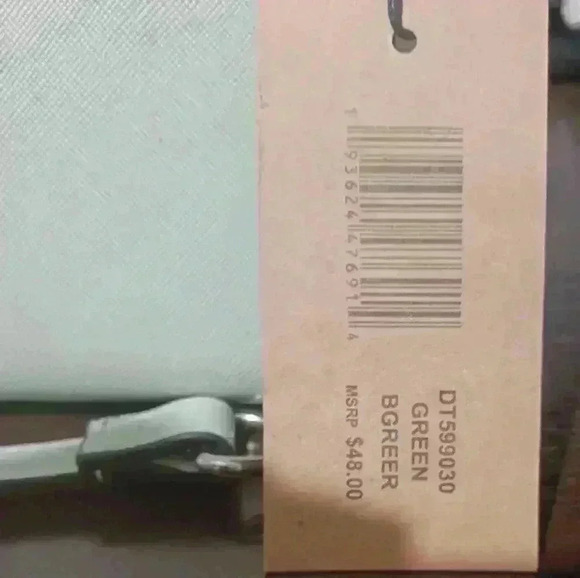 1 93624 47691 4
DT599030
GREEN
BGREER
MSRP $48.00